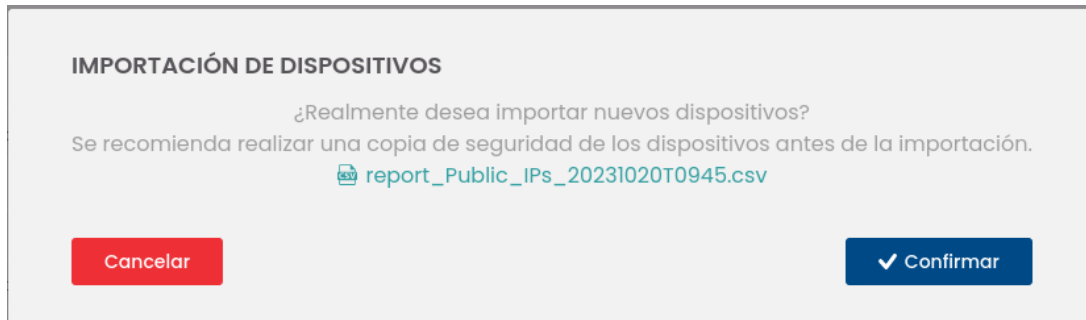 IMPORTACIÓN DE DISPOSITIVOS
¿Realmente desea importar nuevos dispositivos?
Se recomienda realizar una copia de seguridad de los dispositivos antes de la importación.
CSV report_Public_IPs_20231020T0945.csv
Cancelar
Confirmar